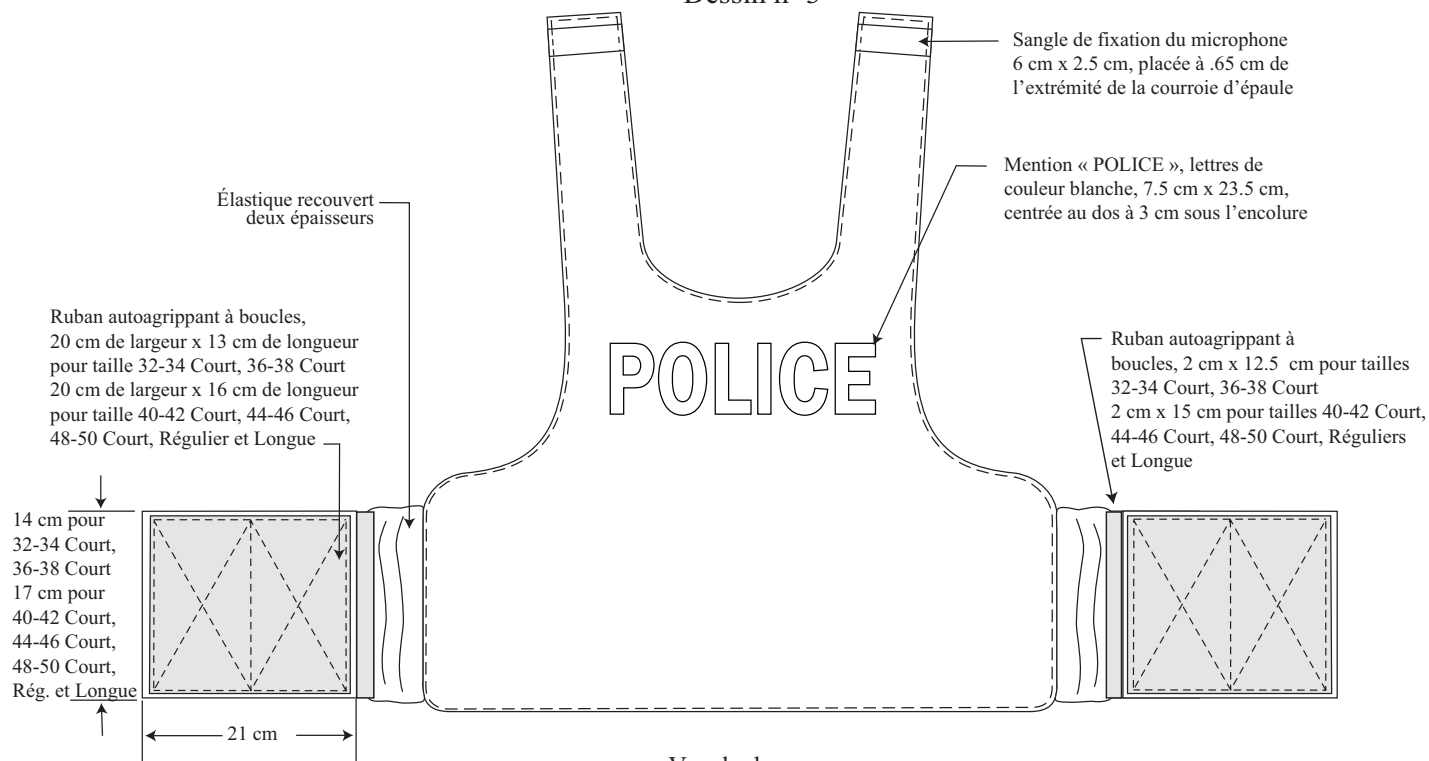 Sangle de fixation du microphone
6 cm x 2.5 cm, placée à .65 cm de
l’extrémité de la courroie d’épaule
Mention « POLICE », lettres de
couleur blanche, 7.5 cm x 23.5 cm,
centrée au dos à 3 cm sous l’encolure
Élastique recouvert
deux épaisseurs
Ruban autoagrippant à boucles,
20 cm de largeur x 13 cm de longueur
pour taille 32-34 Court, 36-38 Court
20 cm de largeur x 16 cm de longueur
pour taille 40-42 Court, 44-46 Court,
48-50 Court, Régulier et Longue
POLICE
Ruban autoagrippant à
boucles, 2 cm x 12.5 cm pour tailles
32-34 Court, 36-38 Court
2 cm x 15 cm pour tailles 40-42 Court,
44-46 Court, 48-50 Court, Réguliers
et Longue
14 cm pour
32-34 Court,
36-38 Court
17 cm pour
40-42 Court,
44-46 Court,
48-50 Court,
Rég. et Longue
21 cm